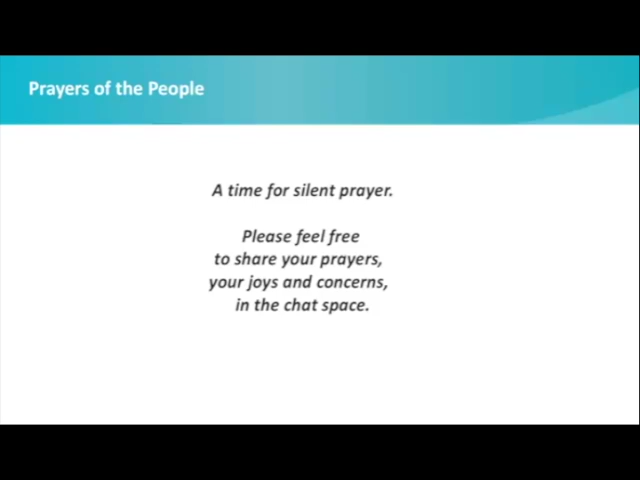 Prayers of the People
A time for silent prayer.
Please feel free
to share your prayers,
your joys and concerns,
in the chat space.